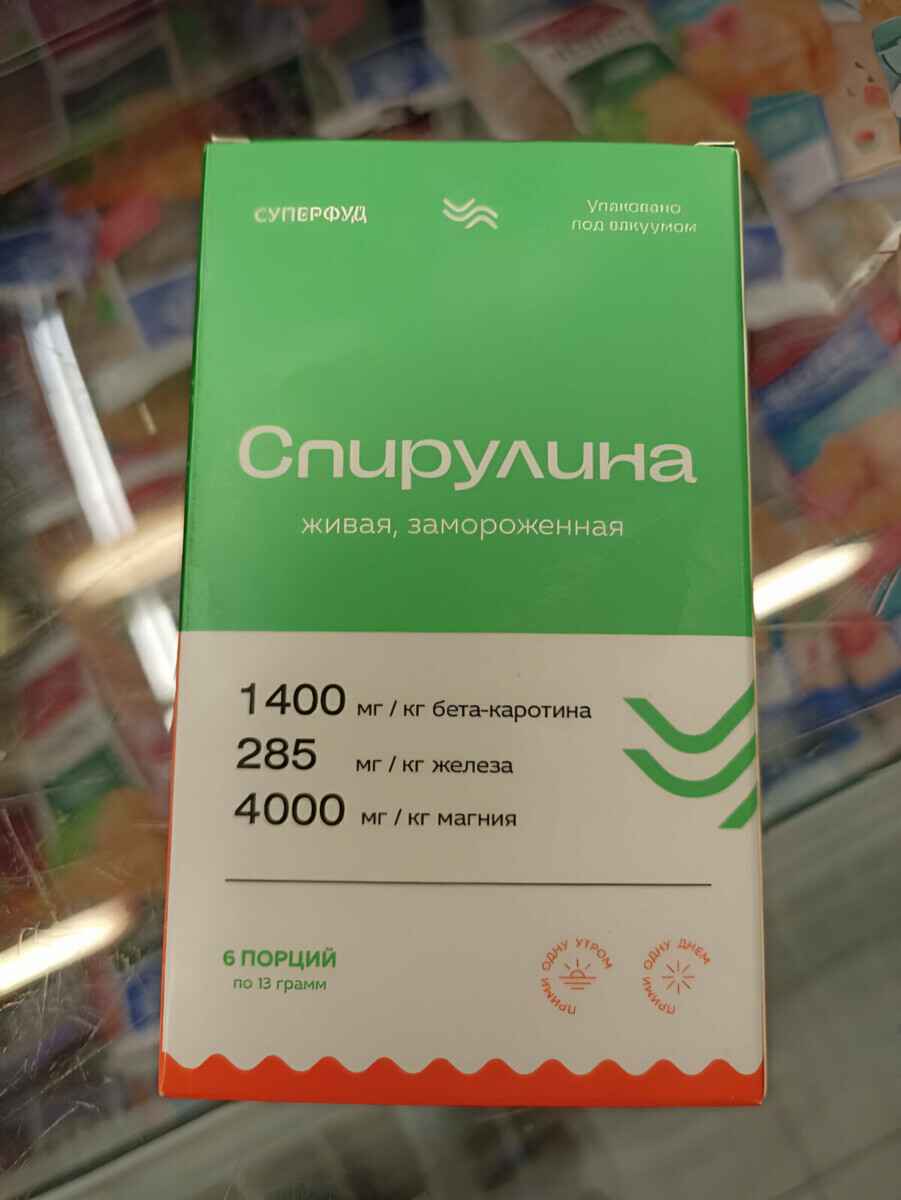 СУПЕРФУД
Упаковано
под вакуумом
Спирулина
живая, замороженная
1400 мг / кг бета-каротина
285 мг / кг железа
4000 мг / кг магния
6 ПОРЦИЙ
по 13 грамм
ПРИМИ ОДНУ УТРОМ
ПРИМИ ОДНУ ДНЕМ